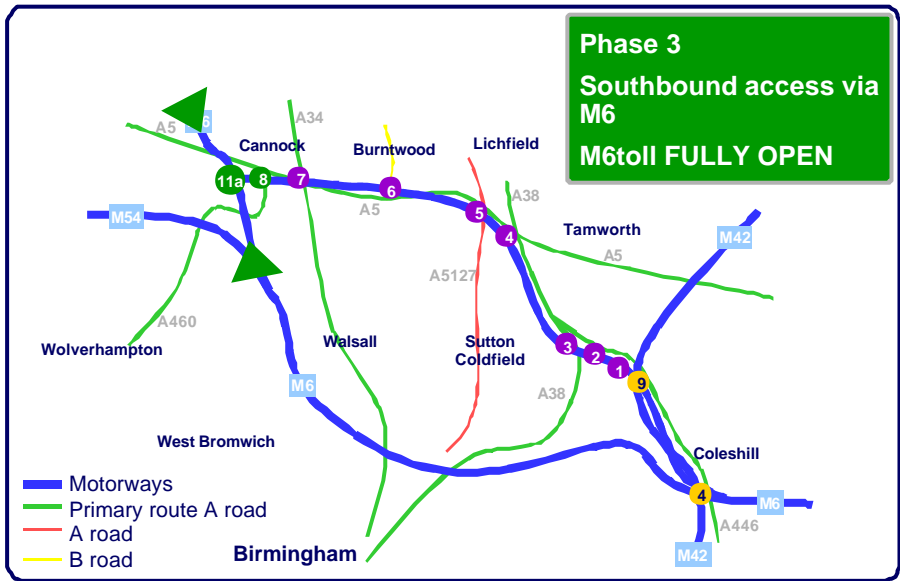 Phase 3
Southbound access via
M6
M6toll FULLY OPEN
A34
A5
Cannock
Burntwood
Lichfield
11a
8
7
6
A5
5
A38
4
Tamworth
M42
A5
M54
A5127
A460
Wolverhampton
Walsall
Sutton
Coldfield
3
2
1
9
M6
A38
West Bromwich
Coleshill
4
M6
A446
M42
Motorways
Primary route A road
A road
B road
Birmingham